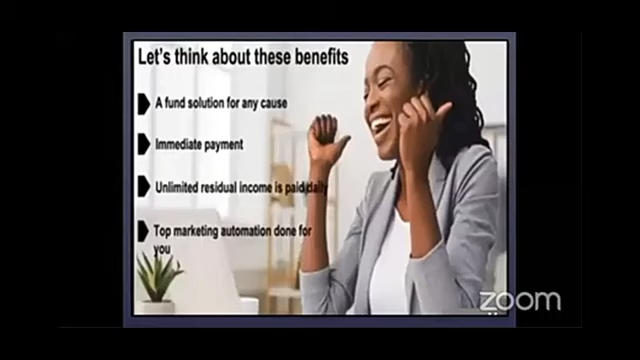 Let's think about these benefits
A fund solution for any cause
Immediate payment
Unlimited residual income is paid daily
Top marketing automation done for
you
zoom